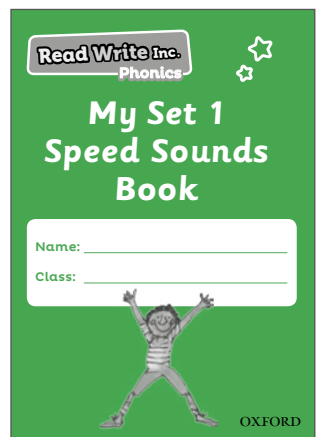 Read Write Inc.
Phonics
My Set 1
Speed Sounds
Book
Name:
Class:
OXFORD